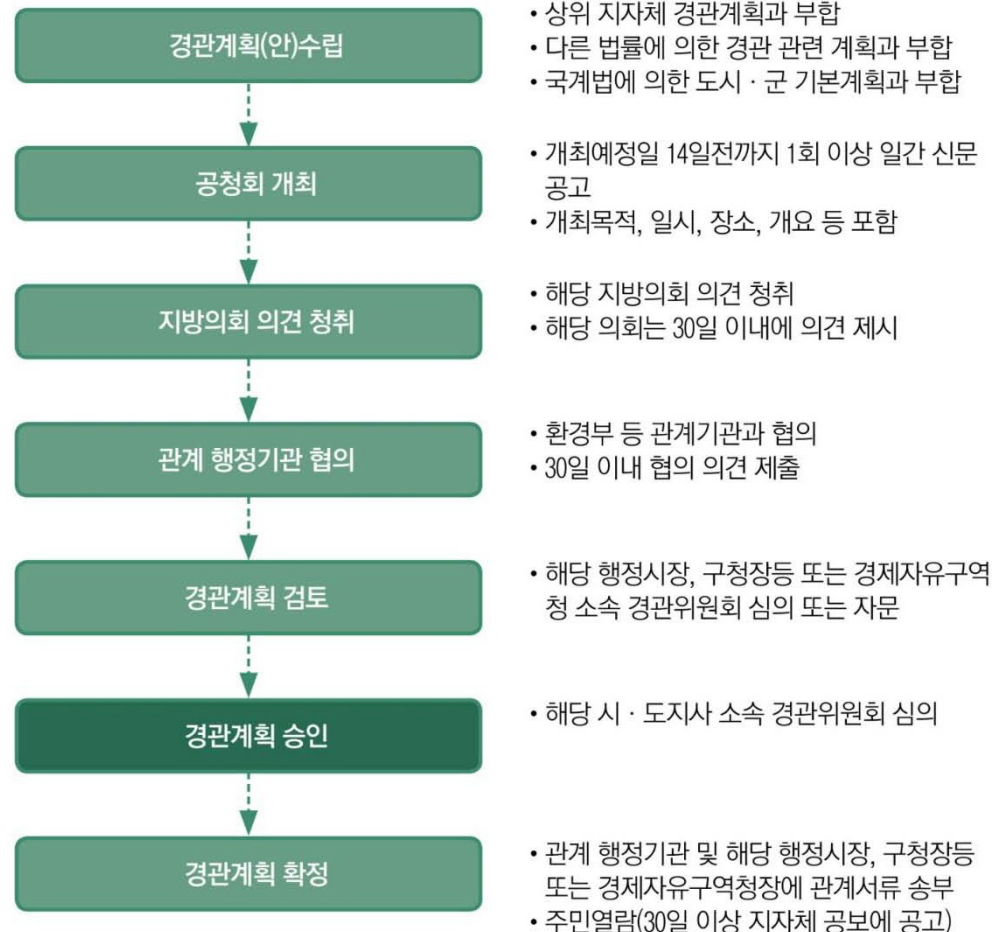 경관계획(안)수립
• 상위 지자체 경관계획과 부합
• 다른 법률에 의한 경관 관련 계획과 부합
• 국계법에 의한 도시 · 군 기본계획과 부합
공청회 개최
• 개최예정일 14일전까지 1회 이상 일간 신문
공고
• 개최목적, 일시, 장소, 개요 등 포함
지방의회 의견 청취
• 해당 지방의회 의견 청취
• 해당 의회는 30일 이내에 의견 제시
관계 행정기관 협의
• 환경부 등 관계기관과 협의
• 30일 이내 협의 의견 제출
경관계획 검토
• 해당 행정시장, 구청장등 또는 경제자유구역
청 소속 경관위원회 심의 또는 자문
경관계획 승인
• 해당 시 · 도지사 소속 경관위원회 심의
경관계획 확정
• 관계 행정기관 및 해당 행정시장, 구청장등
또는 경제자유구역청장에 관계서류 송부
• 주민열람(30일 이상 지자체 공보에 공고)